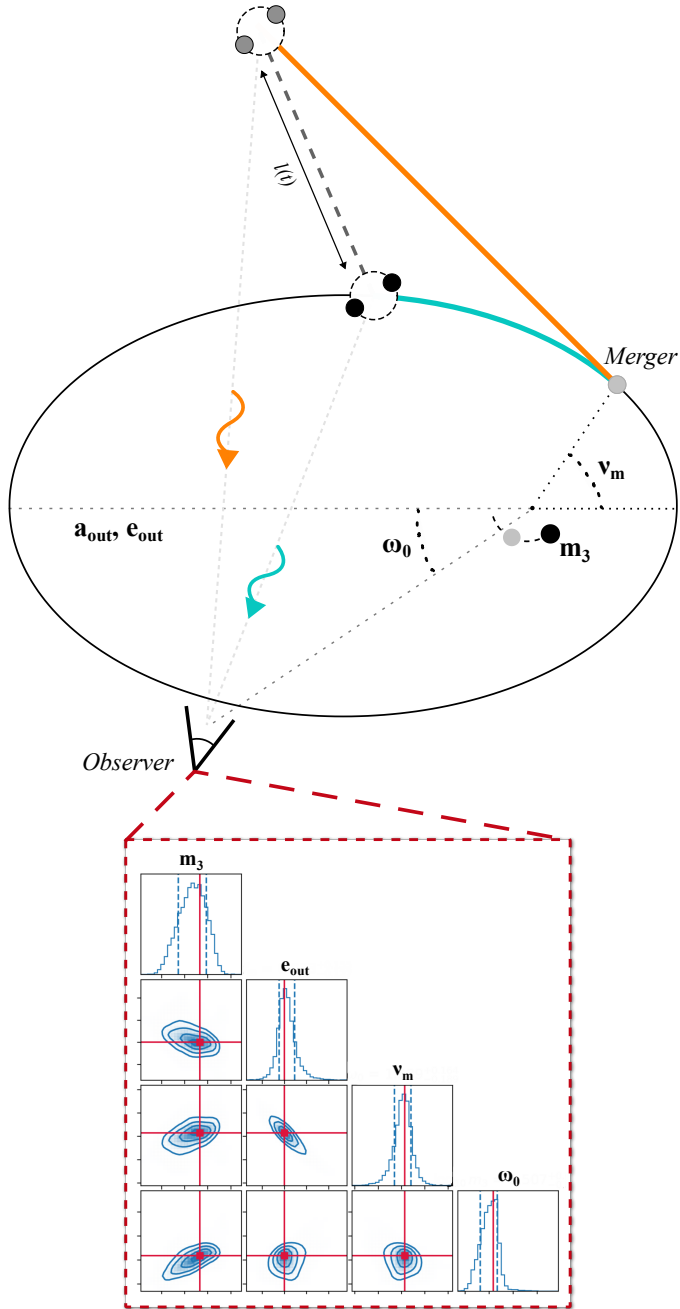 l(t)
Merger
ν_m
a_out, e_out
ω_0
m_3
Observer
m_3
e_out
ν_m
ω_0